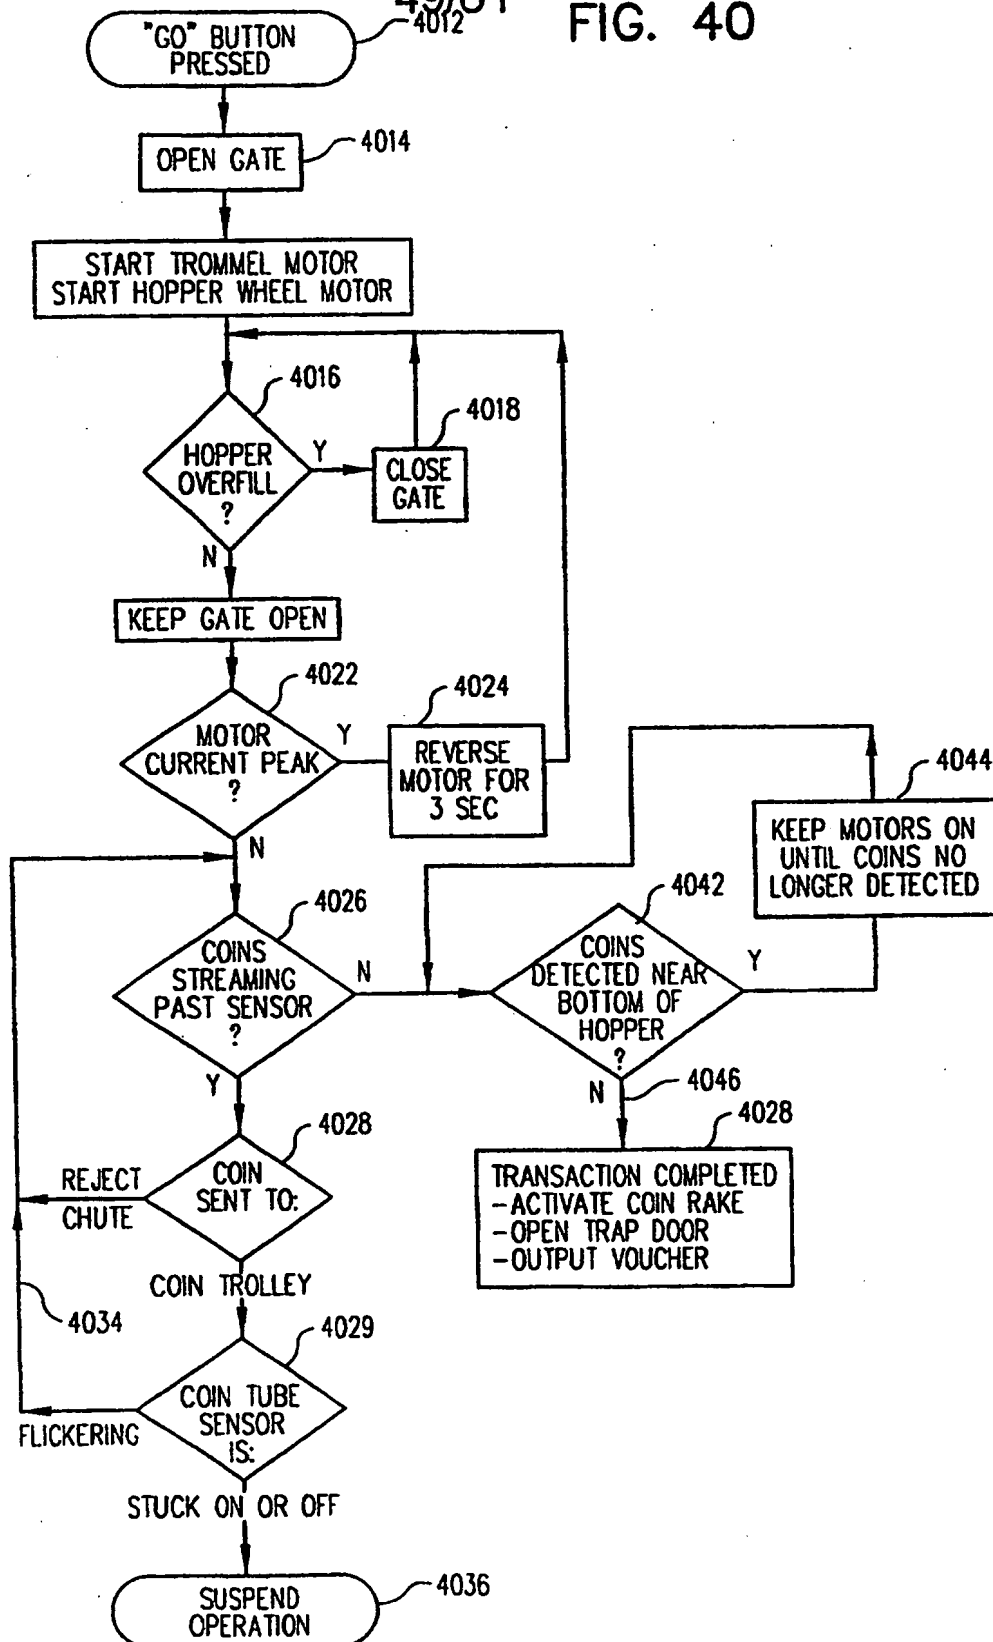 FIG. 40
4012
"GO" BUTTON
PRESSED
4014
OPEN GATE
START TROMMEL MOTOR
START HOPPER WHEEL MOTOR
4016
4018
HOPPER
OVERFILL
?
Y
CLOSE
GATE
N
KEEP GATE OPEN
4022
4024
MOTOR
CURRENT PEAK
?
Y
REVERSE
MOTOR FOR
3 SEC
N
4044
KEEP MOTORS ON
UNTIL COINS NO
LONGER DETECTED
4026
4042
COINS
STREAMING
PAST SENSOR
?
N
COINS
DETECTED NEAR
BOTTOM OF
HOPPER
?
Y
Y
N
4046
4028
4028
COIN
SENT TO:
REJECT
CHUTE
TRANSACTION COMPLETED
-ACTIVATE COIN RAKE
-OPEN TRAP DOOR
-OUTPUT VOUCHER
COIN TROLLEY
4034
4029
COIN TUBE
SENSOR
IS:
FLICKERING
STUCK ON OR OFF
4036
SUSPEND
OPERATION